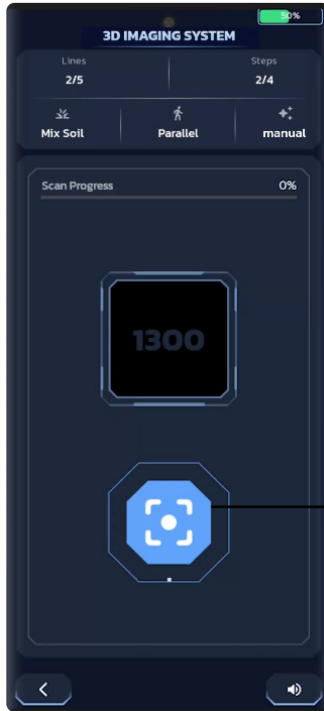 50%
3D IMAGING SYSTEM
Lines Steps
2/5 2/4
Mix Soil Parallel manual
Scan Progress 0%
1300